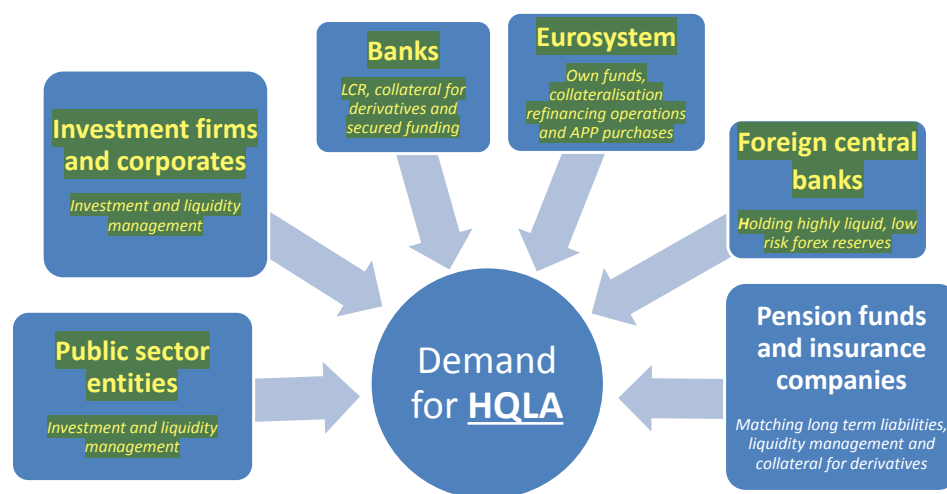 Banks
LCR, collateral for
derivatives and
secured funding
Eurosystem
Own funds,
collateralisation
refinancing operations
and APP purchases
Investment firms
and corporates
Investment and liquidity
management
Foreign central
banks
Holding highly liquid, low
risk forex reserves
Public sector
entities
Investment and liquidity
management
Demand
for HQLA
Pension funds
and insurance
companies
Matching long term liabilities,
liquidity management and
collateral for derivatives